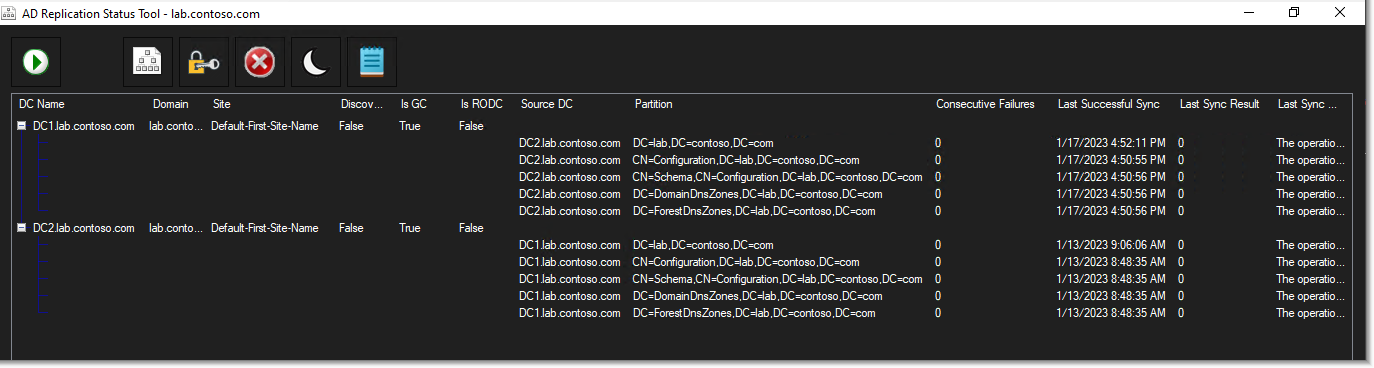 AD Replication Status Tool - lab.contoso.com
DC Name Domain Site Discov... Is GC Is RODC Source DC Partition Consecutive Failures Last Successful Sync Last Sync Result Last Sync ...
DC1.lab.contoso.com lab.conto... Default-First-Site-Name False True False
DC2.lab.contoso.com DC=lab,DC=contoso,DC=com 0 1/17/2023 4:52:11 PM 0 The operatio...
DC2.lab.contoso.com CN=Configuration,DC=lab,DC=contoso,DC=com 0 1/17/2023 4:50:55 PM 0 The operatio...
DC2.lab.contoso.com CN=Schema,CN=Configuration,DC=lab,DC=contoso,DC=com 0 1/17/2023 4:50:56 PM 0 The operatio...
DC2.lab.contoso.com DC=DomainDnsZones,DC=lab,DC=contoso,DC=com 0 1/17/2023 4:50:56 PM 0 The operatio...
DC2.lab.contoso.com DC=ForestDnsZones,DC=lab,DC=contoso,DC=com 0 1/17/2023 4:50:56 PM 0 The operatio...
DC2.lab.contoso.com lab.conto... Default-First-Site-Name False True False
DC1.lab.contoso.com DC=lab,DC=contoso,DC=com 0 1/13/2023 9:06:06 AM 0 The operatio...
DC1.lab.contoso.com CN=Configuration,DC=lab,DC=contoso,DC=com 0 1/13/2023 8:48:35 AM 0 The operatio...
DC1.lab.contoso.com CN=Schema,CN=Configuration,DC=lab,DC=contoso,DC=com 0 1/13/2023 8:48:35 AM 0 The operatio...
DC1.lab.contoso.com DC=DomainDnsZones,DC=lab,DC=contoso,DC=com 0 1/13/2023 8:48:35 AM 0 The operatio...
DC1.lab.contoso.com DC=ForestDnsZones,DC=lab,DC=contoso,DC=com 0 1/13/2023 8:48:35 AM 0 The operatio...